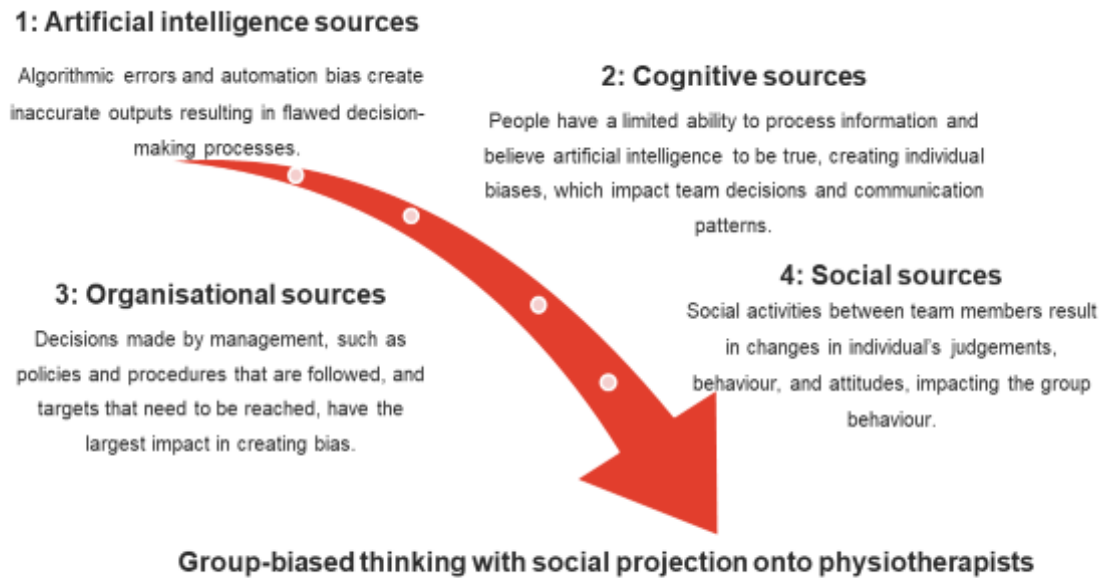 1: Artificial intelligence sources
Algorithmic errors and automation bias create
inaccurate outputs resulting in flawed decision-
making processes.
2: Cognitive sources
People have a limited ability to process information and
believe artificial intelligence to be true, creating individual
biases, which impact team decisions and communication
patterns.
3: Organisational sources
Decisions made by management, such as
policies and procedures that are followed, and
targets that need to be reached, have the
largest impact in creating bias.
4: Social sources
Social activities between team members result
in changes in individual's judgements,
behaviour, and attitudes, impacting the group
behaviour.
Group-biased thinking with social projection onto physiotherapists